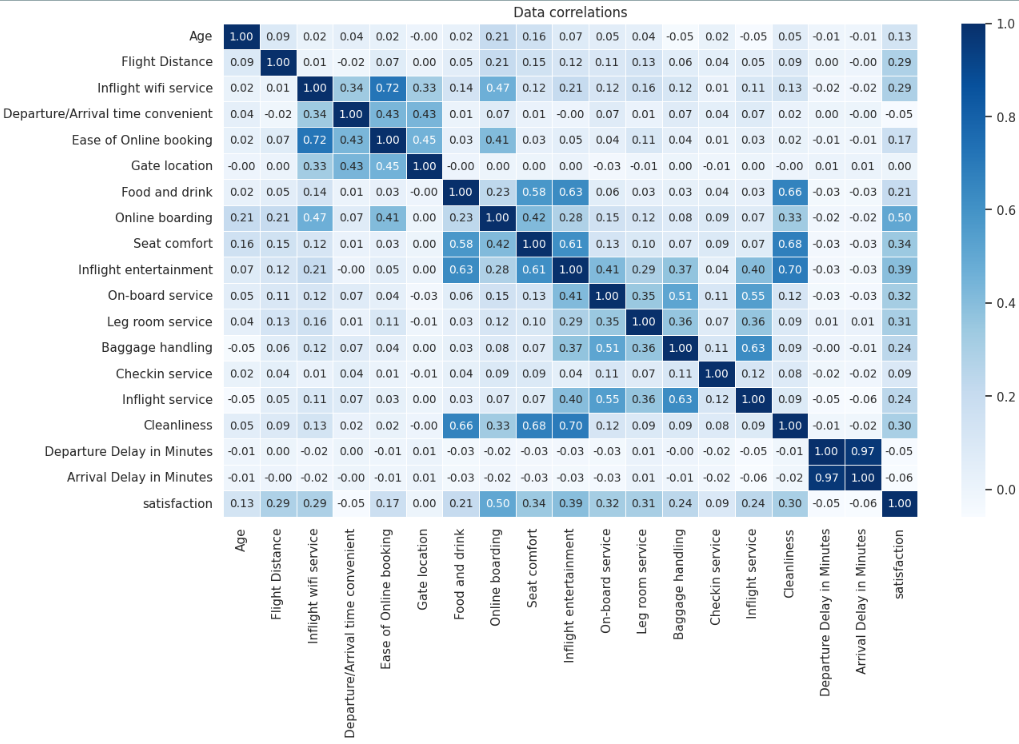 Data correlations
Age 1.00 0.09 0.02 0.04 0.02 -0.00 0.02 0.21 0.16 0.07 0.05 0.04 -0.05 0.02 -0.05 0.05 -0.01 -0.01 0.13
Flight Distance 0.09 1.00 0.01 -0.02 0.07 0.00 0.05 0.21 0.15 0.12 0.11 0.13 0.06 0.04 0.05 0.09 0.00 -0.00 0.29
Inflight wifi service 0.02 0.01 1.00 0.34 0.72 0.33 0.14 0.47 0.12 0.21 0.12 0.16 0.12 0.01 0.11 0.13 -0.02 -0.02 0.29
Departure/Arrival time convenient 0.04 -0.02 0.34 1.00 0.43 0.43 0.01 0.07 0.01 -0.00 0.07 0.01 0.07 0.04 0.07 0.02 0.00 -0.00 -0.05
Ease of Online booking 0.02 0.07 0.72 0.43 1.00 0.45 0.03 0.41 0.03 0.05 0.04 0.11 0.04 0.01 0.03 0.02 -0.01 -0.01 0.17
Gate location -0.00 0.00 0.33 0.43 0.45 1.00 -0.00 0.00 0.00 0.00 -0.03 -0.01 0.00 -0.01 0.00 -0.00 0.01 0.01 0.00
Food and drink 0.02 0.05 0.14 0.01 0.03 -0.00 1.00 0.23 0.58 0.63 0.06 0.03 0.03 0.04 0.03 0.66 -0.03 -0.03 0.21
Online boarding 0.21 0.21 0.47 0.07 0.41 0.00 0.23 1.00 0.42 0.28 0.15 0.12 0.08 0.09 0.07 0.33 -0.02 -0.02 0.50
Seat comfort 0.16 0.15 0.12 0.01 0.03 0.00 0.58 0.42 1.00 0.61 0.13 0.10 0.07 0.09 0.07 0.68 -0.03 -0.03 0.34
Inflight entertainment 0.07 0.12 0.21 -0.00 0.05 0.00 0.63 0.28 0.61 1.00 0.41 0.29 0.37 0.04 0.40 0.70 -0.03 -0.03 0.39
On-board service 0.05 0.11 0.12 0.07 0.04 -0.03 0.06 0.15 0.13 0.41 1.00 0.35 0.51 0.11 0.55 0.12 -0.03 -0.03 0.32
Leg room service 0.04 0.13 0.16 0.01 0.11 -0.01 0.03 0.12 0.10 0.29 0.35 1.00 0.36 0.07 0.36 0.09 0.01 0.01 0.31
Baggage handling -0.05 0.06 0.12 0.07 0.04 0.00 0.03 0.08 0.07 0.37 0.51 0.36 1.00 0.11 0.63 0.09 -0.00 -0.01 0.24
Checkin service 0.02 0.04 0.01 0.04 0.01 -0.01 0.04 0.09 0.09 0.04 0.11 0.07 0.11 1.00 0.12 0.08 -0.02 -0.02 0.09
Inflight service -0.05 0.05 0.11 0.07 0.03 0.00 0.03 0.07 0.07 0.40 0.55 0.36 0.63 0.12 1.00 0.09 -0.05 -0.06 0.24
Cleanliness 0.05 0.09 0.13 0.02 0.02 -0.00 0.66 0.33 0.68 0.70 0.12 0.09 0.09 0.08 0.09 1.00 -0.01 -0.02 0.30
Departure Delay in Minutes -0.01 0.00 -0.02 0.00 -0.01 0.01 -0.03 -0.02 -0.03 -0.03 -0.03 0.01 -0.00 -0.02 -0.05 -0.01 1.00 0.97 -0.05
Arrival Delay in Minutes -0.01 -0.00 -0.02 -0.00 -0.01 0.01 -0.03 -0.02 -0.03 -0.03 -0.03 0.01 -0.01 -0.02 -0.06 -0.02 0.97 1.00 -0.06
satisfaction 0.13 0.29 0.29 -0.05 0.17 0.00 0.21 0.50 0.34 0.39 0.32 0.31 0.24 0.09 0.24 0.30 -0.05 -0.06 1.00
Age
Flight Distance
Inflight wifi service
Departure/Arrival time convenient
Ease of Online booking
Gate location
Food and drink
Online boarding
Seat comfort
Inflight entertainment
On-board service
Leg room service
Baggage handling
Checkin service
Inflight service
Cleanliness
Departure Delay in Minutes
Arrival Delay in Minutes
satisfaction
1.0
0.8
0.6
0.4
0.2
0.0